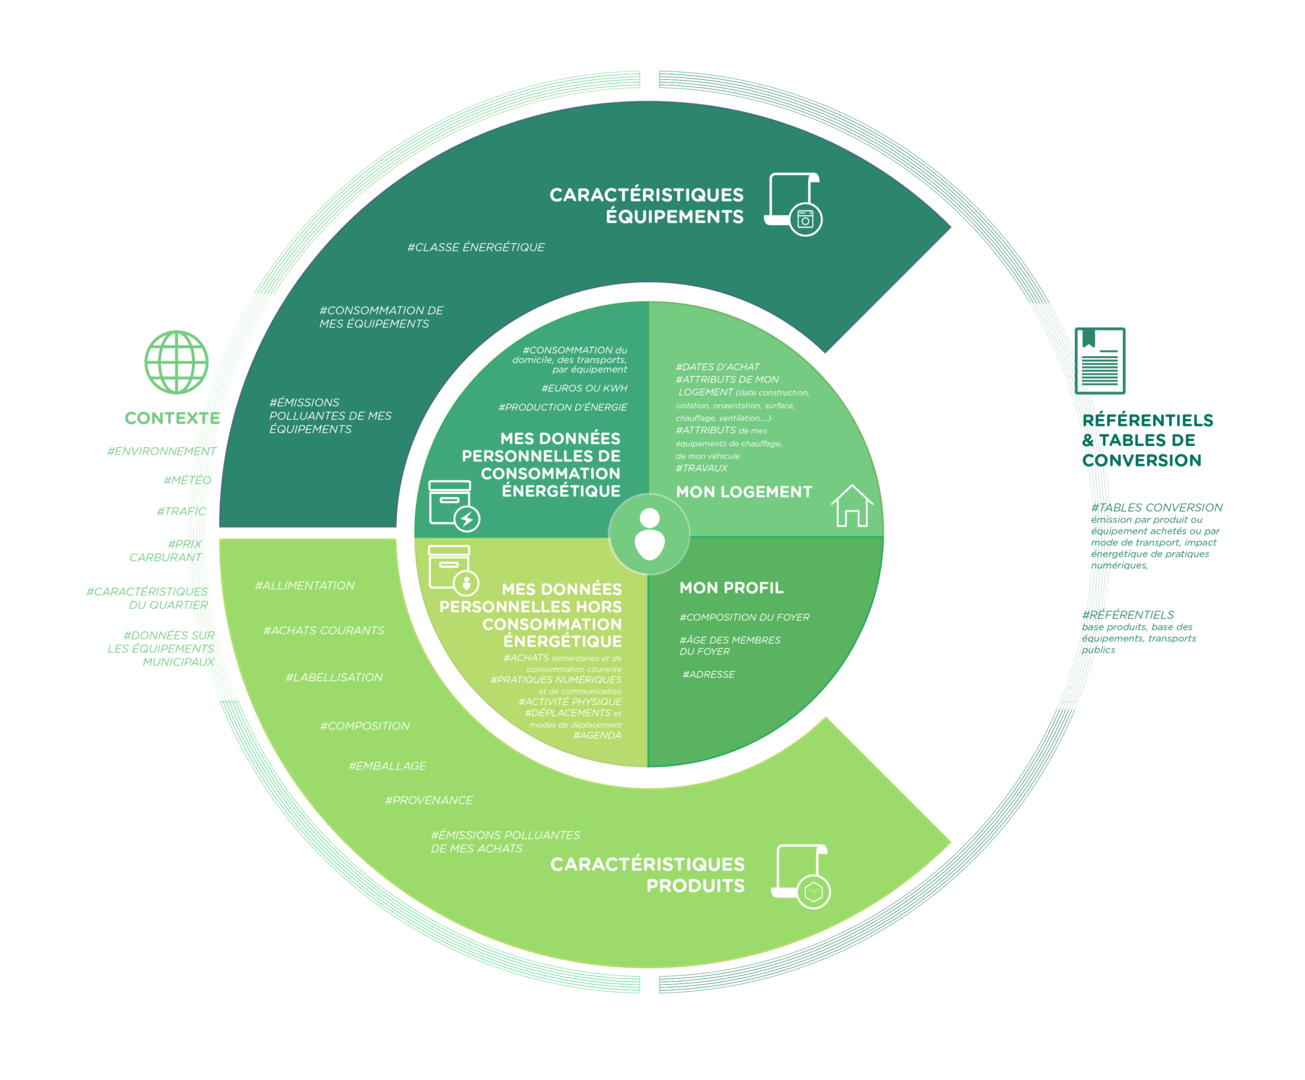 CARACTÉRISTIQUES
ÉQUIPEMENTS
#CLASSE ÉNERGÉTIQUE
#CONSOMMATION DE
MES ÉQUIPEMENTS
#ÉMISSIONS
POLLUANTES DE MES
ÉQUIPEMENTS
CONTEXTE
#ENVIRONNEMENT
#MÉTÉO
#TRAFIC
#PRIX
CARBURANT
#CARACTÉRISTIQUES
DU QUARTIER
#DONNÉES SUR
LES ÉQUIPEMENTS
MUNICIPAUX
#CONSOMMATION du
domicile, des transports,
par équipement
#EUROS OU KWH
#PRODUCTION D'ÉNERGIE
MES DONNÉES
PERSONNELLES DE
CONSOMMATION
ÉNERGÉTIQUE
#DATES D'ACHAT
#ATTRIBUTS DE MON
LOGEMENT (date construction,
isolation, oriaentation, surface,
chauffage, ventilation,...)
#ATTRIBUTS de mes
équipements de chauffage,
de mon véhicule
#TRAVAUX
MON LOGEMENT
MES DONNÉES
PERSONNELLES HORS
CONSOMMATION
ÉNERGÉTIQUE
#ACHATS alimentaires et de
consommation courante
#PRATIQUES NUMÉRIQUES
et de communication
#ACTIVITÉ PHYSIQUE
#DÉPLACEMENTS et
modes de déplacement
#AGENDA
MON PROFIL
#COMPOSITION DU FOYER
#ÂGE DES MEMBRES
DU FOYER
#ADRESSE
#ALLIMENTATION
#ACHATS COURANTS
#LABELLISATION
#COMPOSITION
#EMBALLAGE
#PROVENANCE
#ÉMISSIONS POLLUANTES
DE MES ACHATS
CARACTÉRISTIQUES
PRODUITS
RÉFÉRENTIELS
& TABLES DE
CONVERSION
#TABLES CONVERSION
émission par produit ou
équipement achetés ou par
mode de transport, impact
énergétique de pratiques
numériques,
#RÉFÉRENTIELS
base produits, base des
équipements, transports
publics